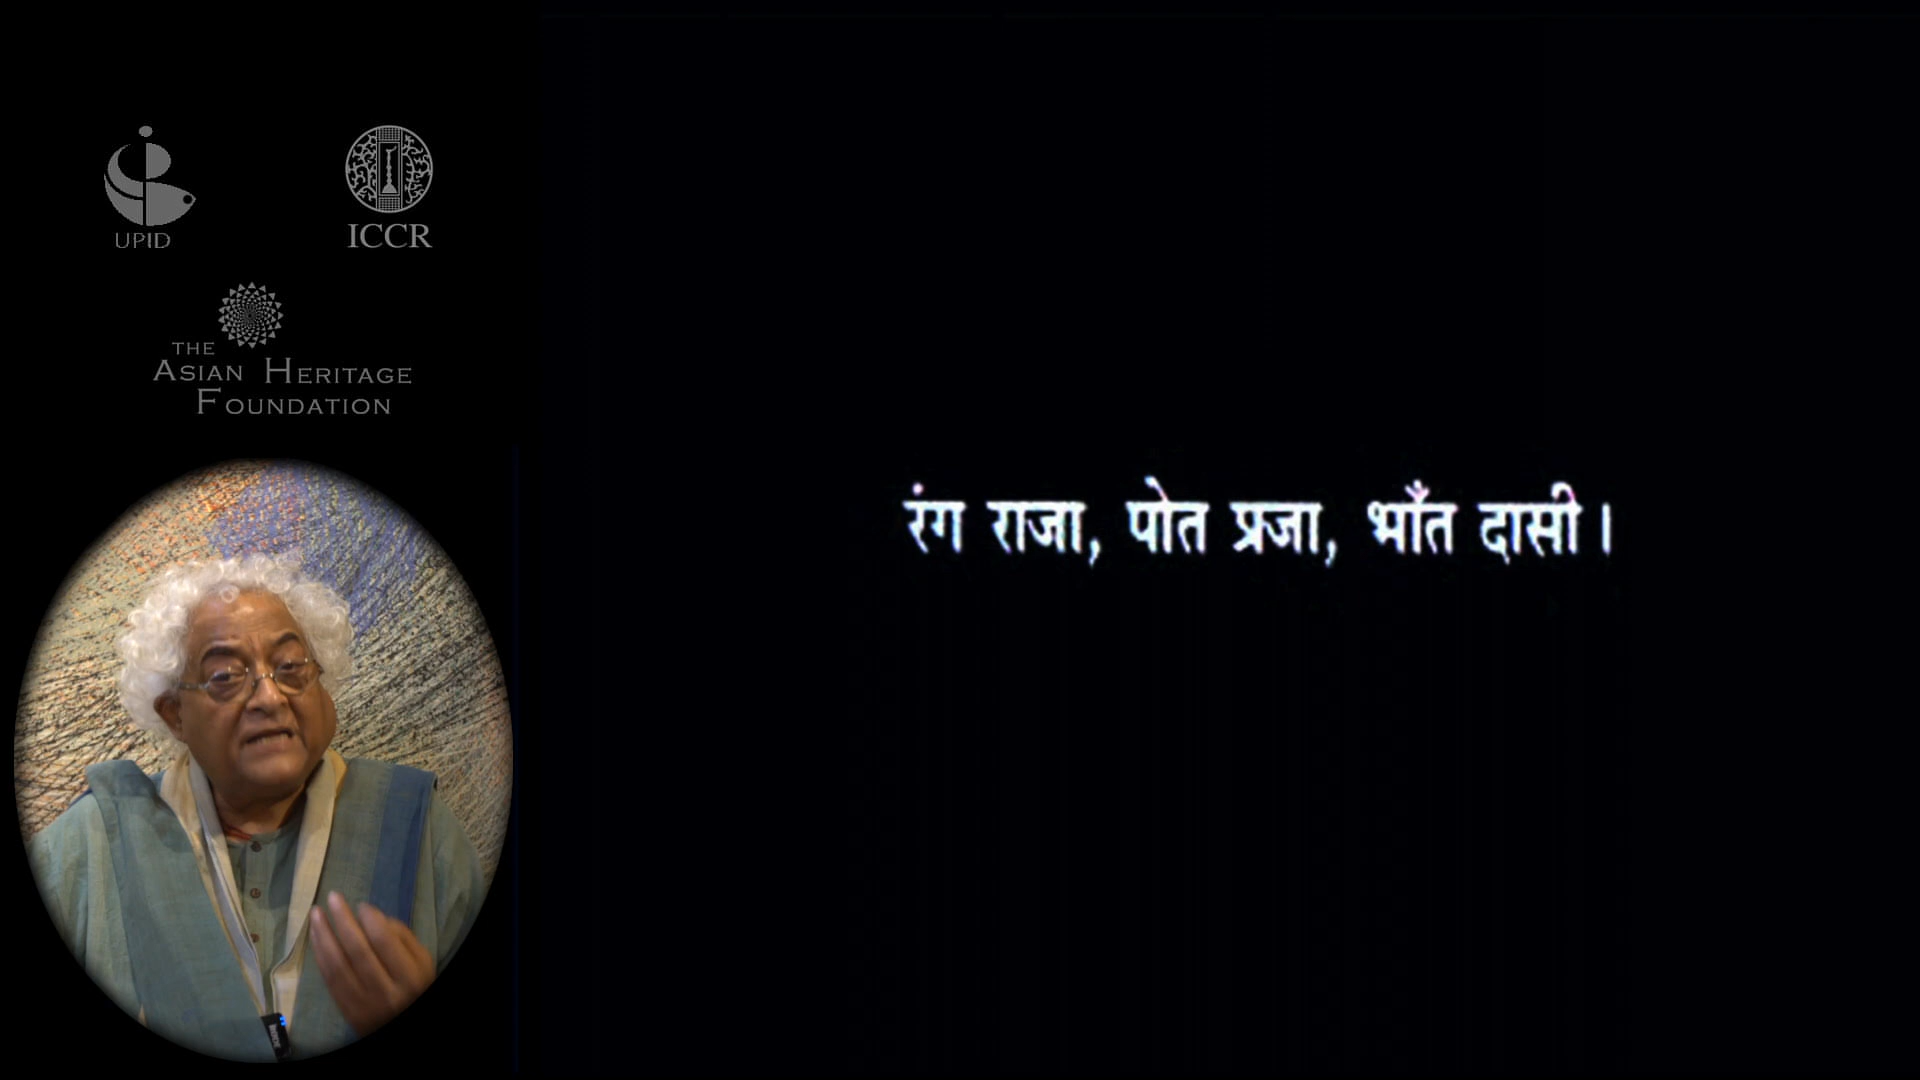 UPID
ICCR
THE
ASIAN HERITAGE
FOUNDATION
रंग राजा, पोत प्रजा, भाँत दासी।